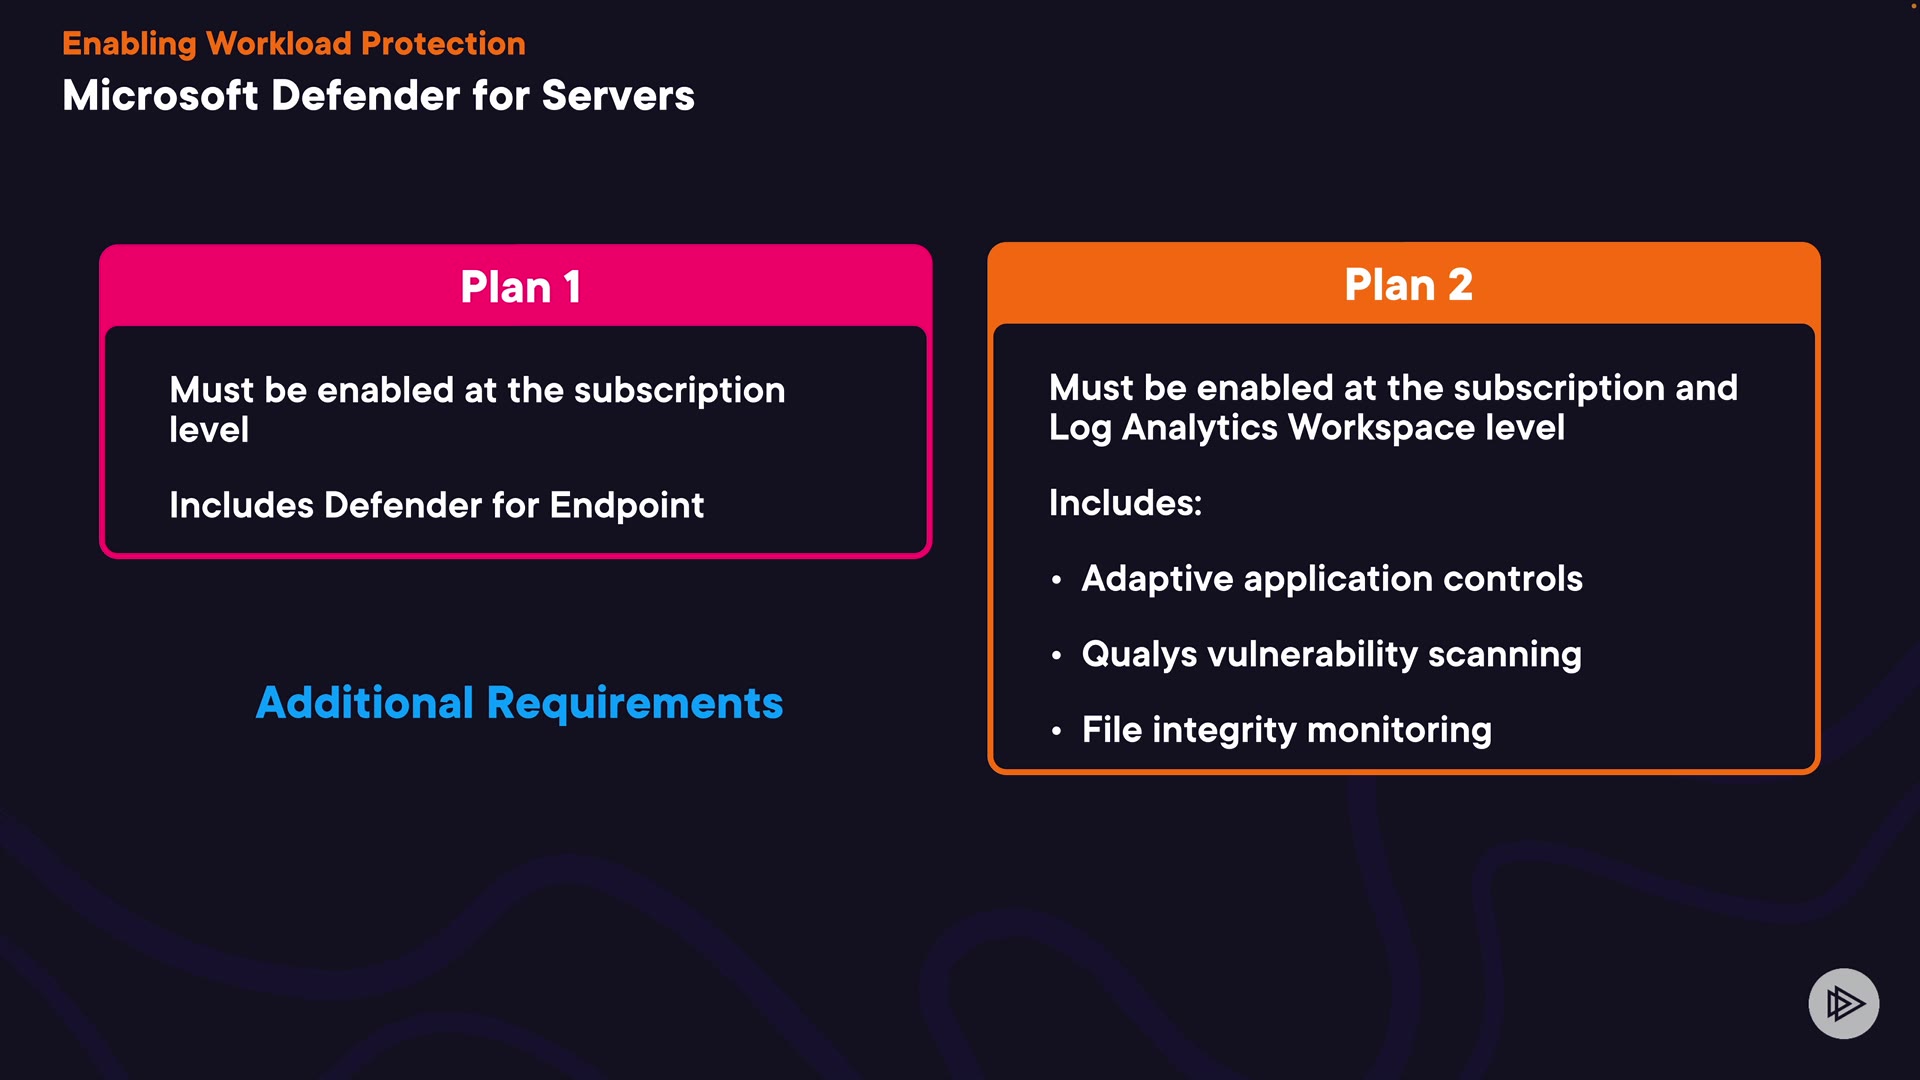 Enabling Workload Protection
Microsoft Defender for Servers
Plan 1
Must be enabled at the subscription
level
Includes Defender for Endpoint
Additional Requirements
Plan 2
Must be enabled at the subscription and
Log Analytics Workspace level
Includes:
• Adaptive application controls
• Qualys vulnerability scanning
• File integrity monitoring